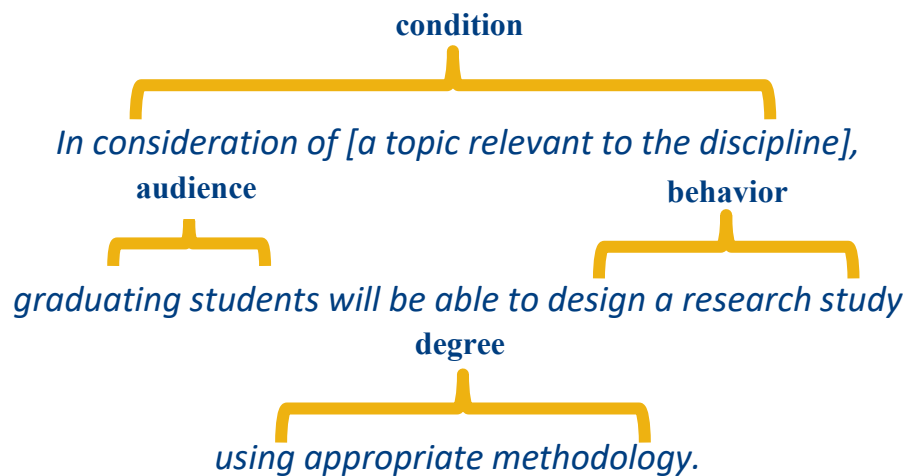 condition
In consideration of [a topic relevant to the discipline],
audience behavior
graduating students will be able to design a research study
degree
using appropriate methodology.